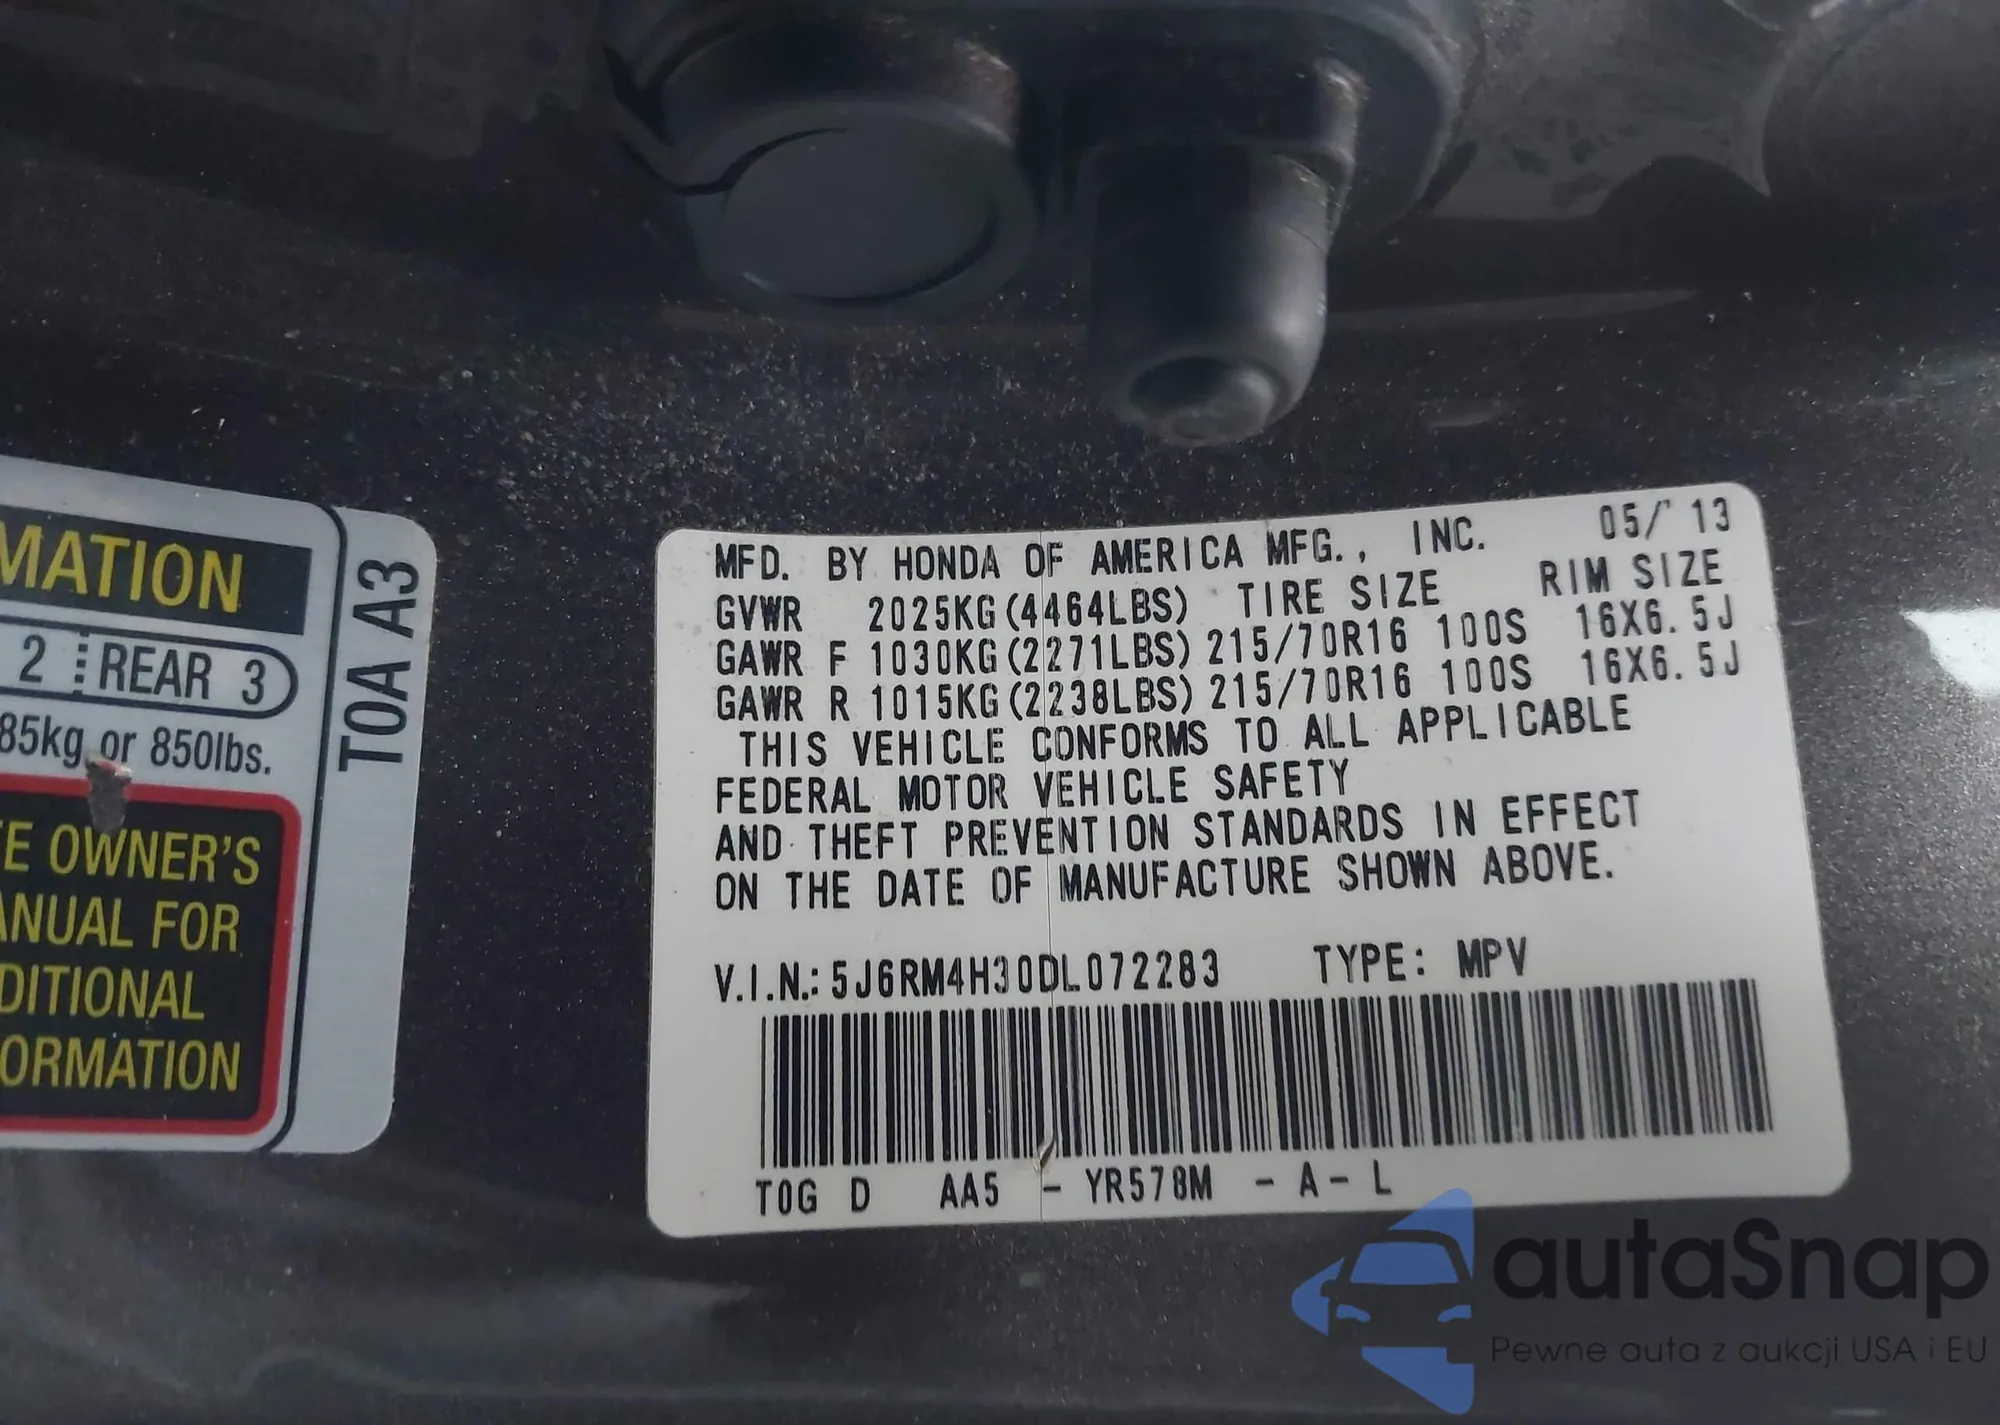 MATION
2 REAR 3
85kg or 850lbs.
E OWNER'S
ANUAL FOR
DITIONAL
ORMATION
T0A A3
MFD. BY HONDA OF AMERICA MFG., INC. 05/'13
GVWR 2025KG(4464LBS) TIRE SIZE RIM SIZE
GAWR F 1030KG(2271LBS) 215/70R16 100S 16X6.5J
GAWR R 1015KG(2238LBS) 215/70R16 100S 16X6.5J
THIS VEHICLE CONFORMS TO ALL APPLICABLE
FEDERAL MOTOR VEHICLE SAFETY
AND THEFT PREVENTION STANDARDS IN EFFECT
ON THE DATE OF MANUFACTURE SHOWN ABOVE.
V.I.N.: 5J6RM4H30DL072283 TYPE: MPV
T0G D AA5 - YR578M - A - L
autaSnap
Pewne auta z aukcji USA i EU